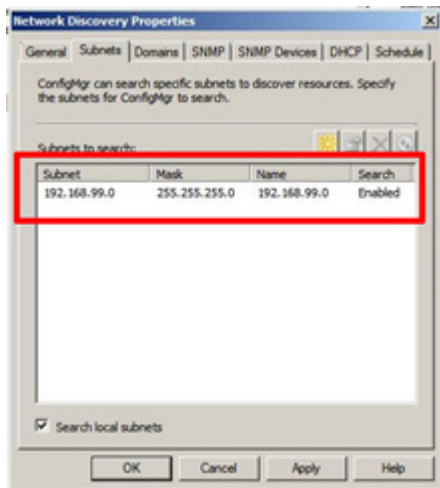 Network Discovery Properties
General Subnets Domains SNMP SNMP Devices DHCP Schedule
ConfigMgr can search specific subnets to discover resources. Specify
the subnets for ConfigMgr to search.
Subnets to search:
Subnet Mask Name Search
192.168.99.0 255.255.255.0 192.168.99.0 Enabled
Search local subnets
OK Cancel Apply Help